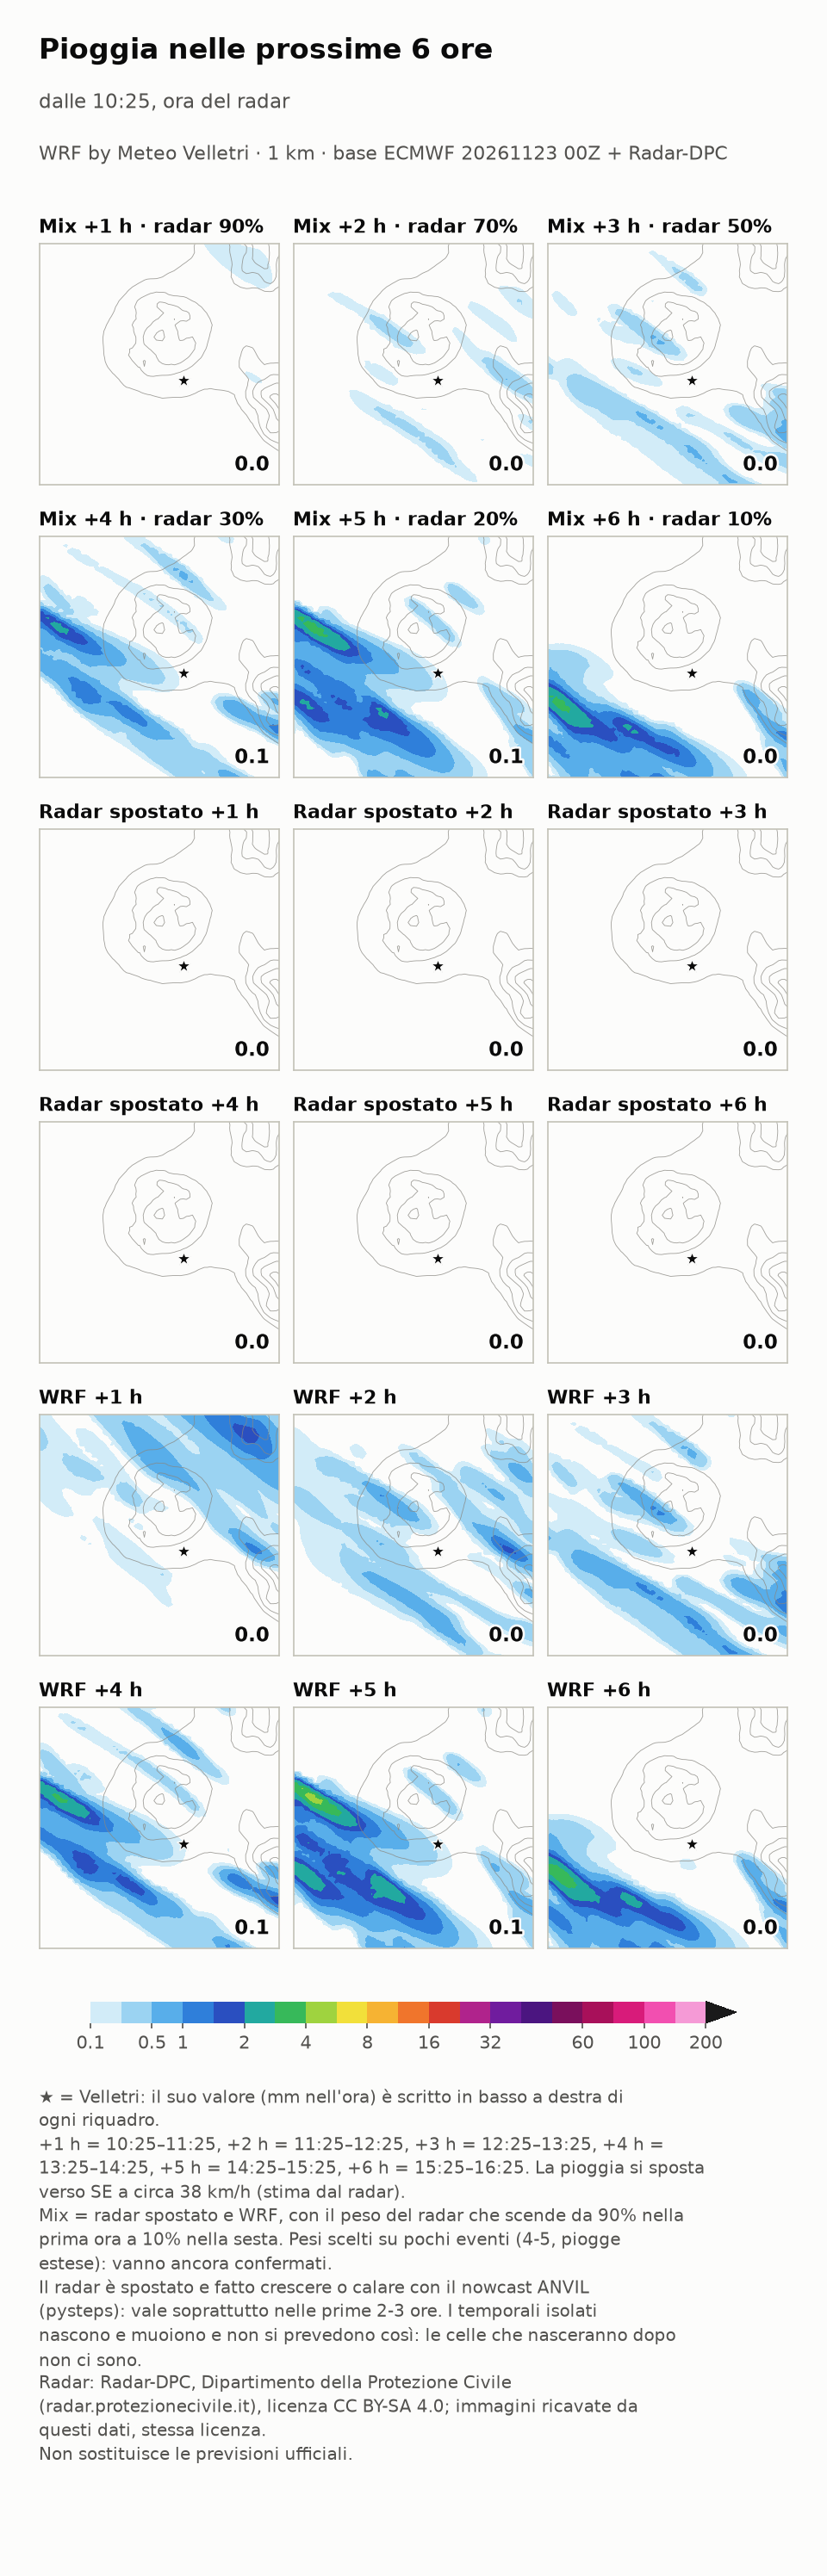 Pioggia nelle prossime 6 ore
dalle 10:25, ora del radar
WRF by Meteo Velletri · 1 km · base ECMWF 20261123 00Z + Radar-DPC
Mix +1 h · radar 90%
Mix +2 h · radar 70%
Mix +3 h · radar 50%
0.0
0.0
0.0
Mix +4 h · radar 30%
Mix +5 h · radar 20%
Mix +6 h · radar 10%
0.1
0.1
0.0
Radar spostato +1 h
Radar spostato +2 h
Radar spostato +3 h
0.0
0.0
0.0
Radar spostato +4 h
Radar spostato +5 h
Radar spostato +6 h
0.0
0.0
0.0
WRF +1 h
WRF +2 h
WRF +3 h
0.0
0.0
0.0
WRF +4 h
WRF +5 h
WRF +6 h
0.1
0.1
0.0
0.1 0.5 1 2 4 8 16 32 60 100 200
★ = Velletri: il suo valore (mm nell'ora) è scritto in basso a destra di
ogni riquadro.
+1 h = 10:25–11:25, +2 h = 11:25–12:25, +3 h = 12:25–13:25, +4 h =
13:25–14:25, +5 h = 14:25–15:25, +6 h = 15:25–16:25. La pioggia si sposta
verso SE a circa 38 km/h (stima dal radar).
Mix = radar spostato e WRF, con il peso del radar che scende da 90% nella
prima ora a 10% nella sesta. Pesi scelti su pochi eventi (4-5, piogge
estese): vanno ancora confermati.
Il radar è spostato e fatto crescere o calare con il nowcast ANVIL
(pysteps): vale soprattutto nelle prime 2-3 ore. I temporali isolati
nascono e muoiono e non si prevedono così: le celle che nasceranno dopo
non ci sono.
Radar: Radar-DPC, Dipartimento della Protezione Civile
(radar.protezionecivile.it), licenza CC BY-SA 4.0; immagini ricavate da
questi dati, stessa licenza.
Non sostituisce le previsioni ufficiali.